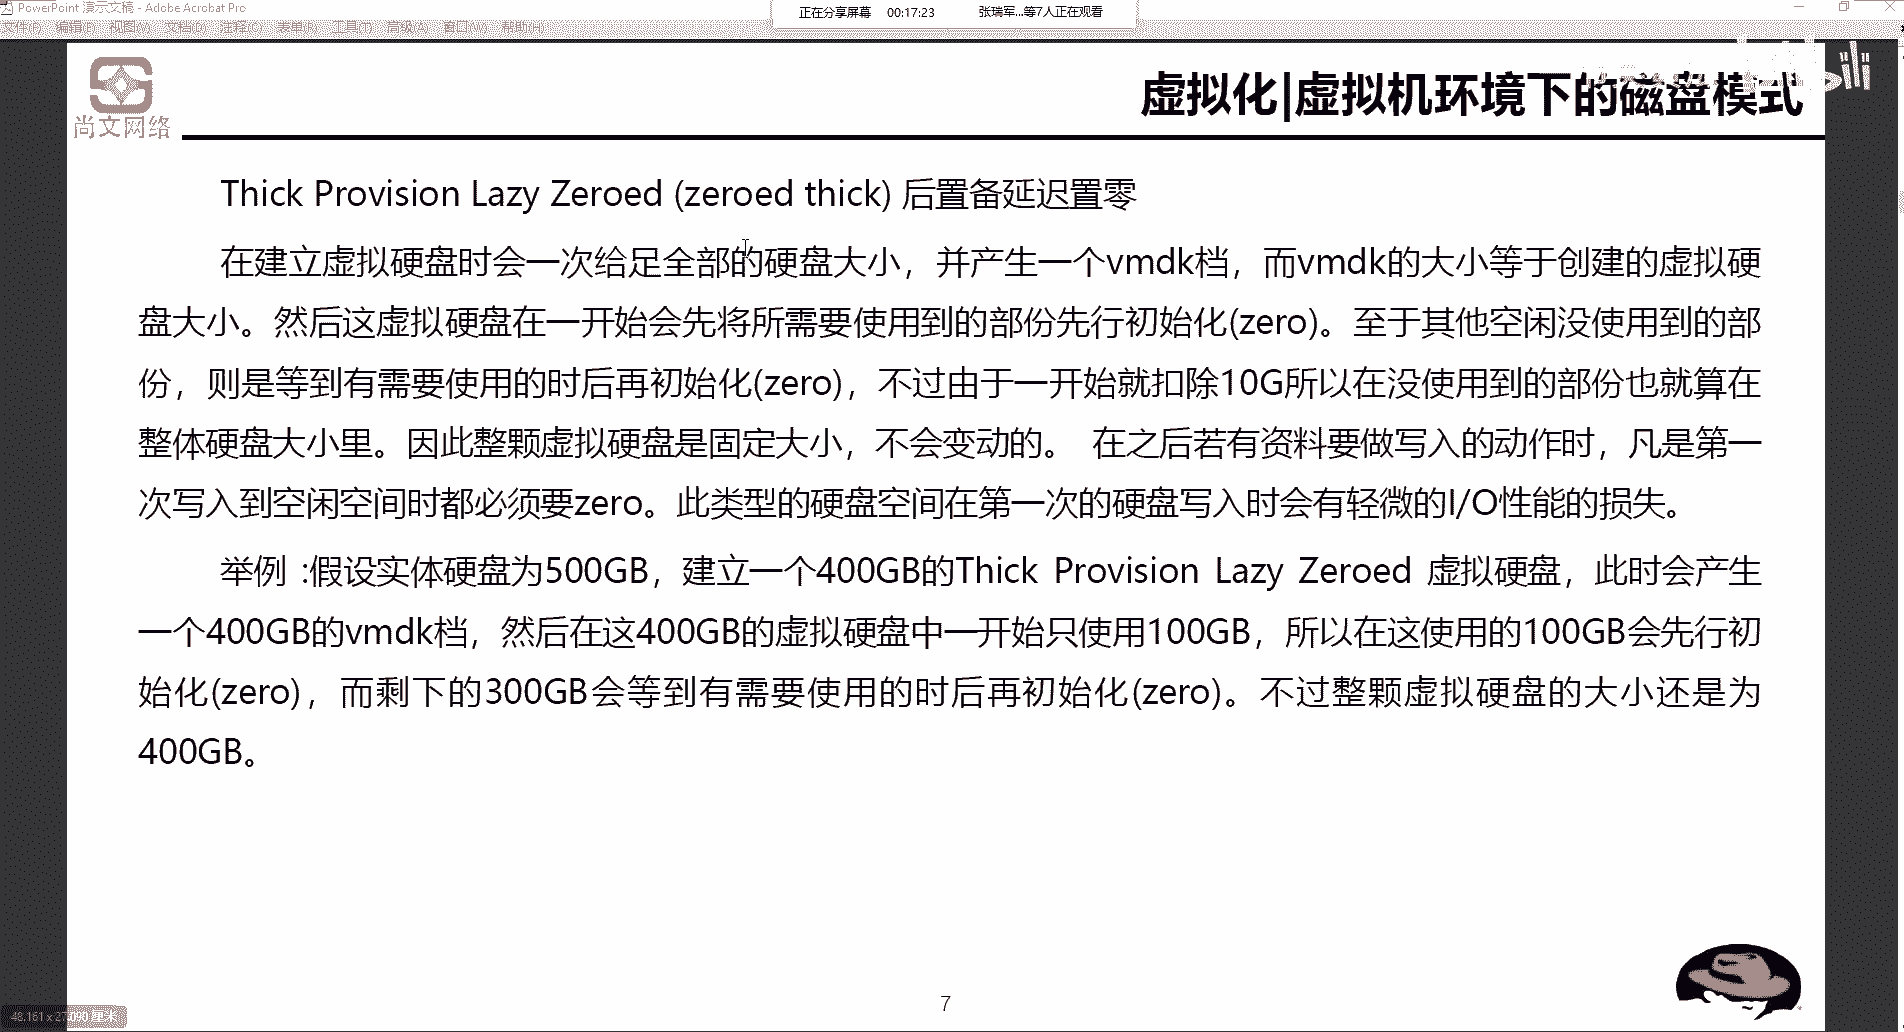 PowerPoint 演示文稿 - Adobe Acrobat Pro
正在分享屏幕 00:17:23 张瑞军...等7人正在观看
文件(F) 编辑(E) 视图(V) 文档(D) 注释(C) 表单(R) 工具(T) 高级(A) 窗口(W) 帮助(H)
尚文网络
虚拟化|虚拟机环境下的磁盘模式
Thick Provision Lazy Zeroed (zeroed thick) 后置备延迟置零
在建立虚拟硬盘时会一次给足全部的硬盘大小，并产生一个vmdk档，而vmdk的大小等于创建的虚拟硬
盘大小。然后这虚拟硬盘在一开始会先将所需要使用到的部份先行初始化(zero)。至于其他空闲没使用到的部
份，则是等到有需要使用的时后再初始化(zero)，不过由于一开始就扣除10G所以在没使用到的部份也就算在
整体硬盘大小里。因此整颗虚拟硬盘是固定大小，不会变动的。 在之后若有资料要做写入的动作时，凡是第一
次写入到空闲空间时都必须要zero。此类型的硬盘空间在第一次的硬盘写入时会有轻微的I/O性能的损失。
举例 :假设实体硬盘为500GB，建立一个400GB的Thick Provision Lazy Zeroed 虚拟硬盘，此时会产生
一个400GB的vmdk档，然后在这400GB的虚拟硬盘中一开始只使用100GB，所以在这使用的100GB会先行初
始化(zero)，而剩下的300GB会等到有需要使用的时后再初始化(zero)。不过整颗虚拟硬盘的大小还是为
400GB。
7